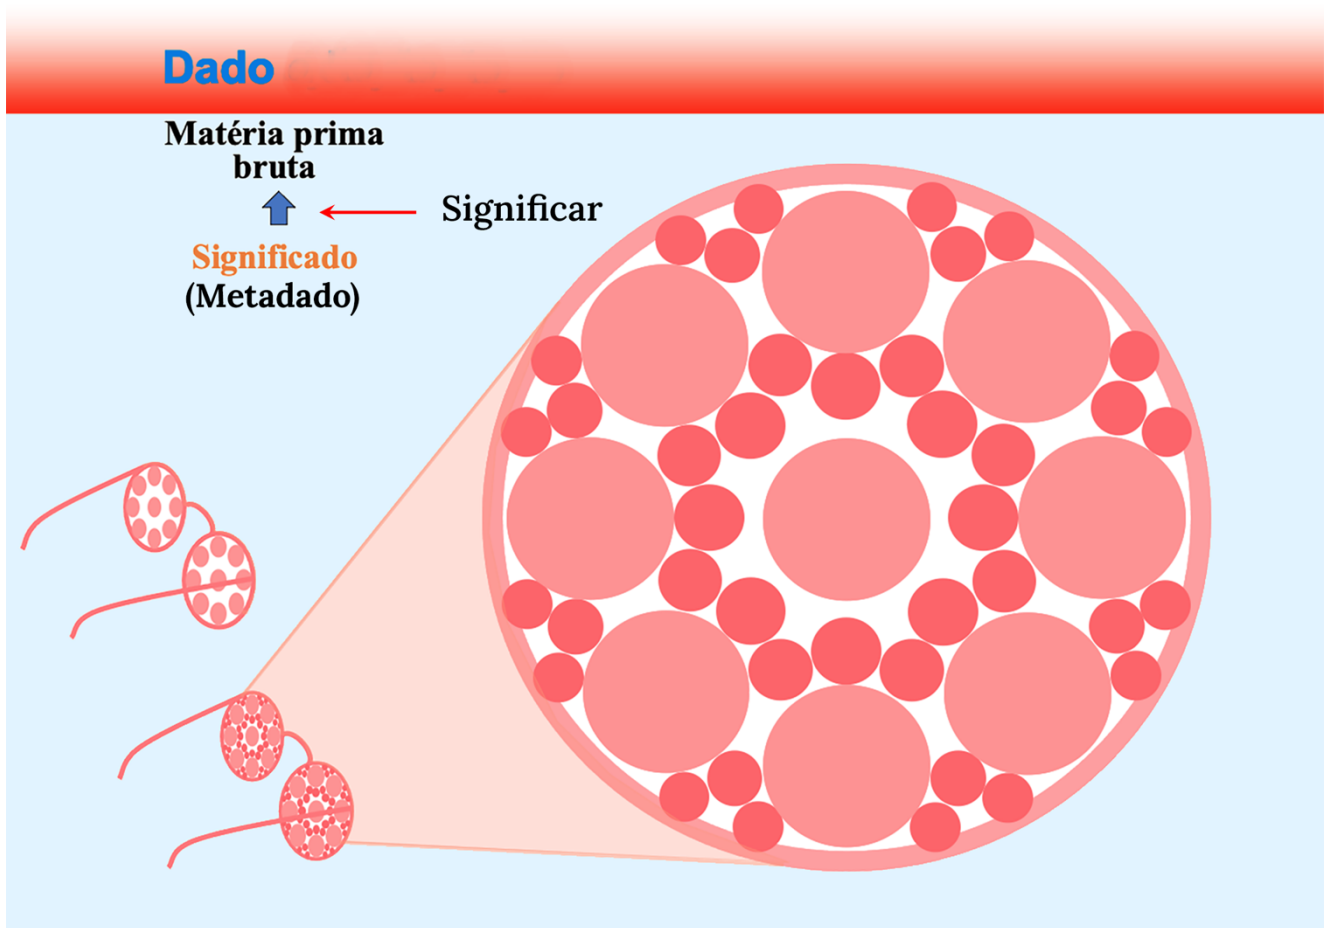 Dado
Matéria prima
bruta
Significar
Significado
(Metadado)